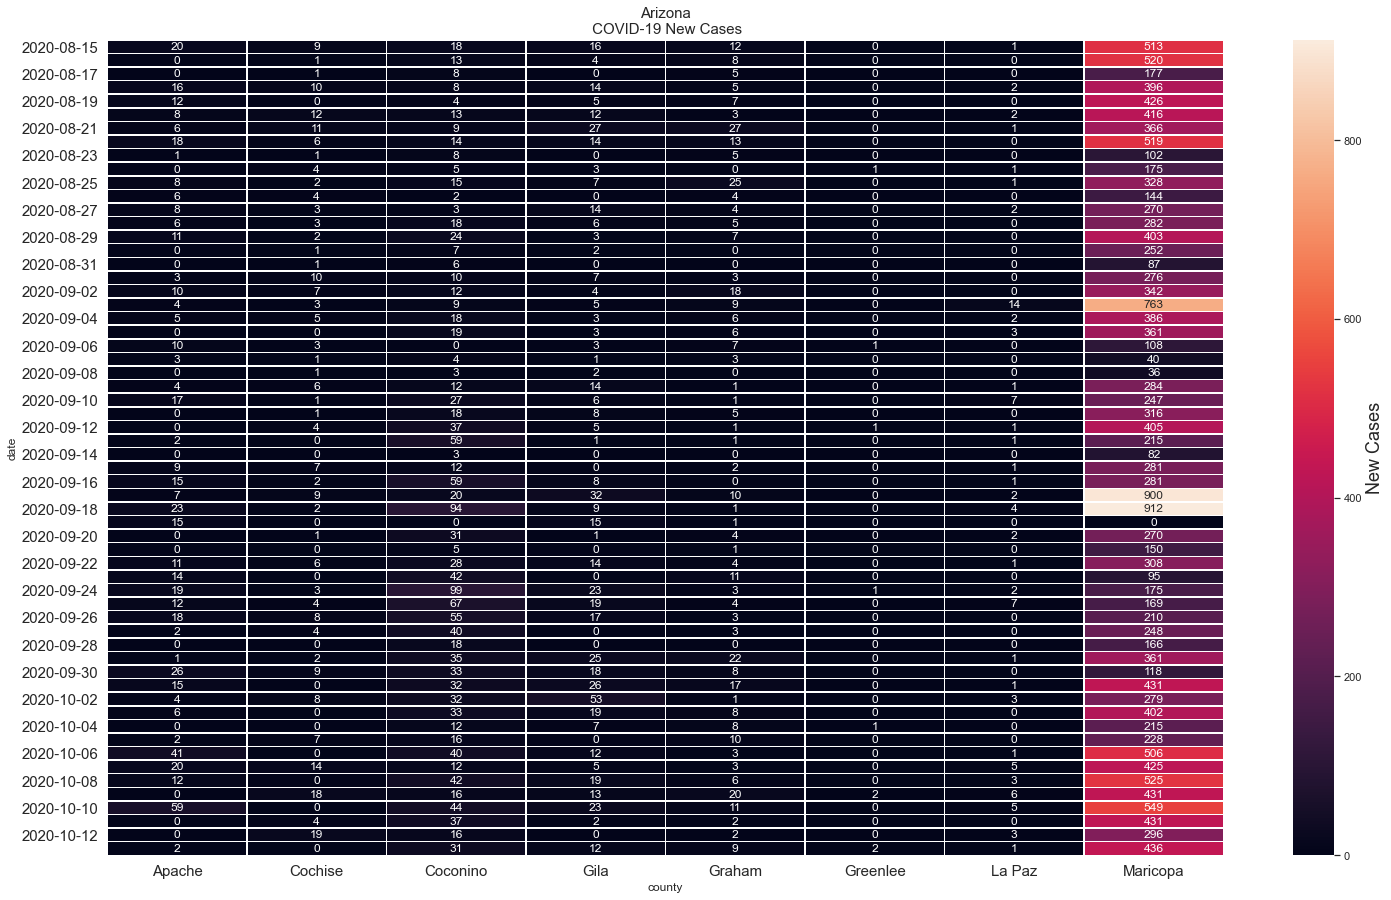 Arizona
COVID-19 New Cases
2020-08-15 20 9 18 16 12 0 1 513
0 1 13 4 8 0 0 520
2020-08-17 0 1 8 0 5 0 0 177
16 10 8 14 5 0 2 396
2020-08-19 12 0 4 5 7 0 0 426
8 12 13 12 3 0 2 416
2020-08-21 6 11 9 27 27 0 1 366
18 6 14 14 13 0 0 519
2020-08-23 1 1 8 0 5 0 0 102
0 4 5 3 0 1 1 175
2020-08-25 8 2 15 7 25 0 1 328
6 4 2 0 4 0 0 144
2020-08-27 8 3 3 14 4 0 2 270
6 3 18 6 5 0 0 282
2020-08-29 11 2 24 3 7 0 0 403
0 1 7 2 0 0 0 252
2020-08-31 0 1 6 0 0 0 0 87
3 10 10 7 3 0 0 276
2020-09-02 10 7 12 4 18 0 0 342
4 3 9 5 9 0 14 763
2020-09-04 5 5 18 3 6 0 2 386
0 0 19 3 6 0 3 361
2020-09-06 10 3 0 3 7 1 0 108
3 1 4 1 3 0 0 40
2020-09-08 0 1 3 2 0 0 0 36
4 6 12 14 1 0 1 284
2020-09-10 17 1 27 6 1 0 7 247
0 1 18 8 5 0 0 316
2020-09-12 0 4 37 5 1 1 1 405
2 0 59 1 1 0 1 215
2020-09-14 0 0 3 0 0 0 0 82
9 7 12 0 2 0 1 281
2020-09-16 15 2 59 8 0 0 1 281
7 9 20 32 10 0 2 900
2020-09-18 23 2 94 9 1 0 4 912
15 0 0 15 1 0 0 0
2020-09-20 0 1 31 1 4 0 2 270
0 0 5 0 1 0 0 150
2020-09-22 11 6 28 14 4 0 1 308
14 0 42 0 11 0 0 95
2020-09-24 19 3 99 23 3 1 2 175
12 4 67 19 4 0 7 169
2020-09-26 18 8 55 17 3 0 0 210
2 4 40 0 3 0 0 248
2020-09-28 0 0 18 0 0 0 0 166
1 2 35 25 22 0 1 361
2020-09-30 26 9 33 18 8 0 0 118
15 0 32 26 17 0 1 431
2020-10-02 4 8 32 53 1 0 3 279
6 0 33 19 8 0 0 402
2020-10-04 0 0 12 7 8 1 0 215
2 7 16 0 10 0 0 228
2020-10-06 41 0 40 12 3 0 1 506
20 14 12 5 3 0 5 425
2020-10-08 12 0 42 19 6 0 3 525
0 18 16 13 20 2 6 431
2020-10-10 59 0 44 23 11 0 5 549
0 4 37 2 2 0 0 431
2020-10-12 0 19 16 0 2 0 3 296
2 0 31 12 9 2 1 436
Apache Cochise Coconino Gila Graham Greenlee La Paz Maricopa
county
date
800
600
400
200
0
New Cases